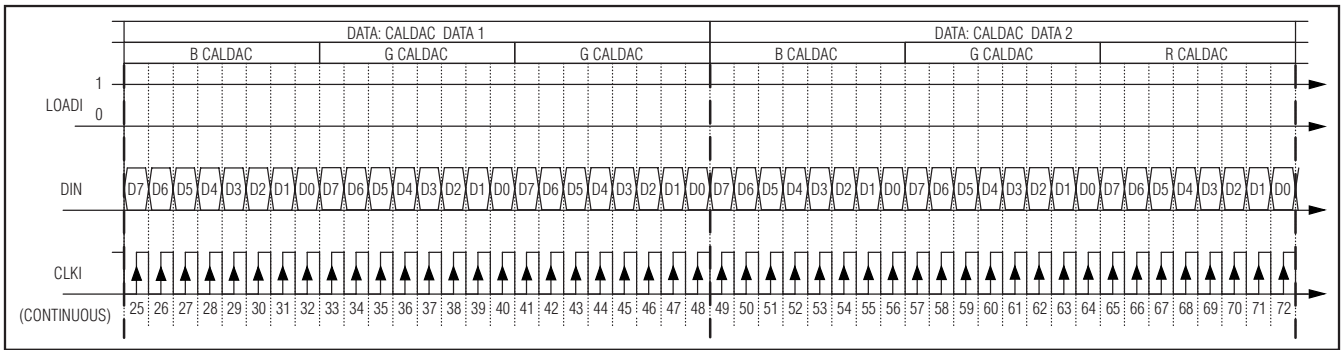 DATA: CALDAC DATA 1 DATA: CALDAC DATA 2
B CALDAC G CALDAC G CALDAC B CALDAC G CALDAC R CALDAC
1
LOADI
0
DIN D7 D6 D5 D4 D3 D2 D1 D0 D7 D6 D5 D4 D3 D2 D1 D0 D7 D6 D5 D4 D3 D2 D1 D0 D7 D6 D5 D4 D3 D2 D1 D0 D7 D6 D5 D4 D3 D2 D1 D0 D7 D6 D5 D4 D3 D2 D1 D0
CLKI
(CONTINUOUS) 25 26 27 28 29 30 31 32 33 34 35 36 37 38 39 40 41 42 43 44 45 46 47 48 49 50 51 52 53 54 55 56 57 58 59 60 61 62 63 64 65 66 67 68 69 70 71 72